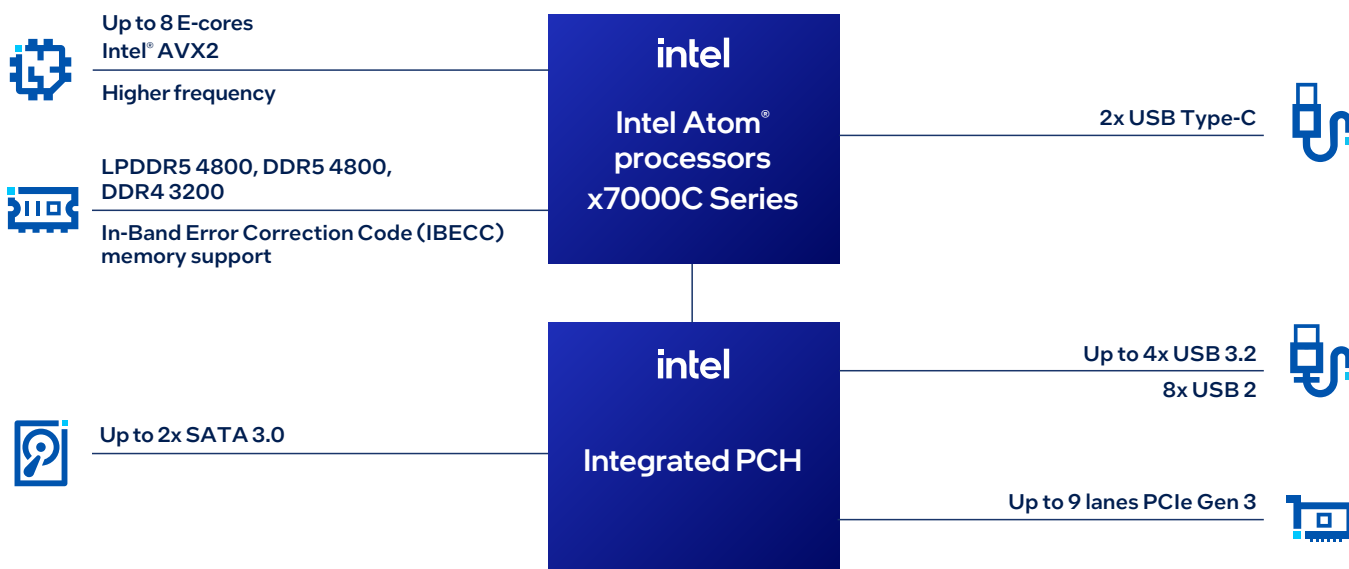 Up to 8 E-cores
Intel® AVX2
Higher frequency
LPDDR5 4800, DDR5 4800,
DDR4 3200
In-Band Error Correction Code (IBECC)
memory support
intel
Intel Atom®
processors
x7000C Series
2x USB Type-C
Up to 2x SATA 3.0
intel
Integrated PCH
Up to 4x USB 3.2
8x USB 2
Up to 9 lanes PCIe Gen 3